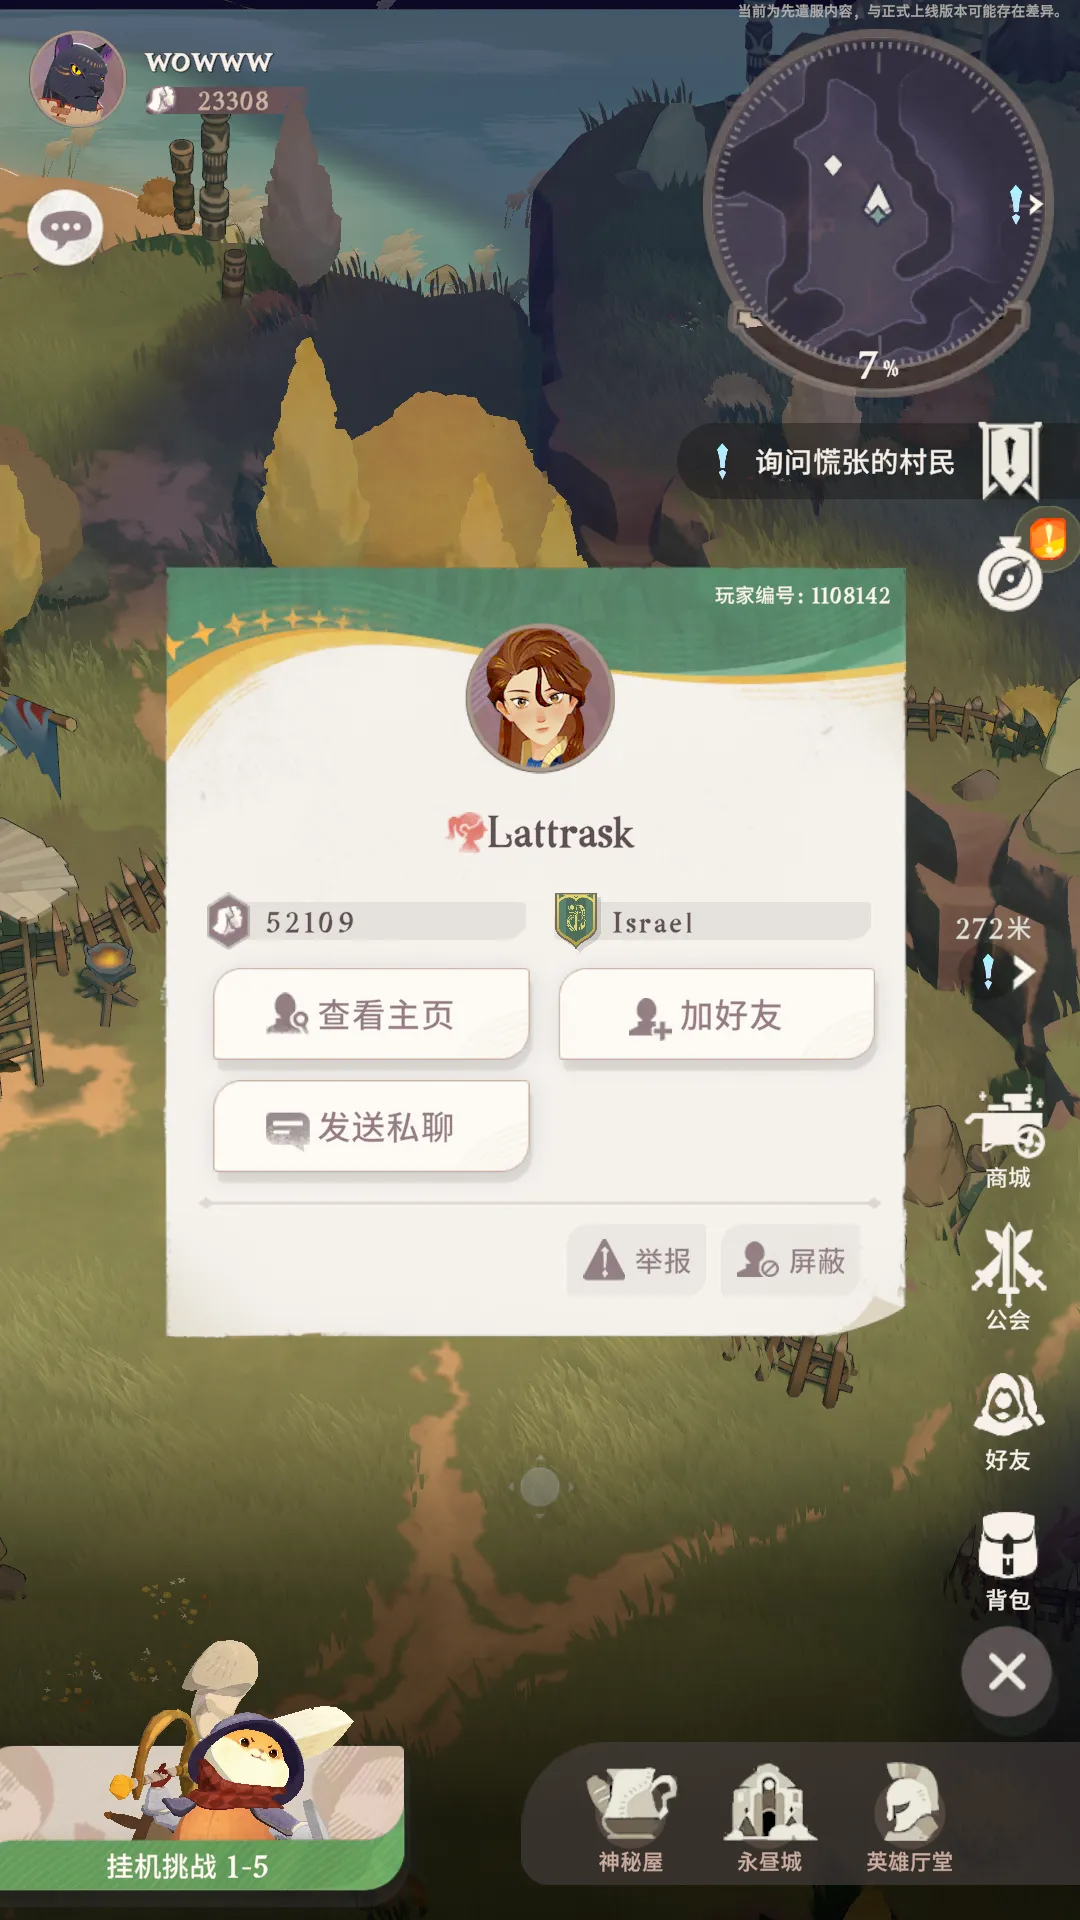 当前为先遣服内容，与正式上线版本可能存在差异。
wowww
23308
7%
询问慌张的村民
玩家编号：1108142
Lattrask
52109
Israel
查看主页
加好友
发送私聊
举报
屏蔽
272米
商城
公会
好友
背包
挂机挑战 1-5
神秘屋
永昼城
英雄厅堂